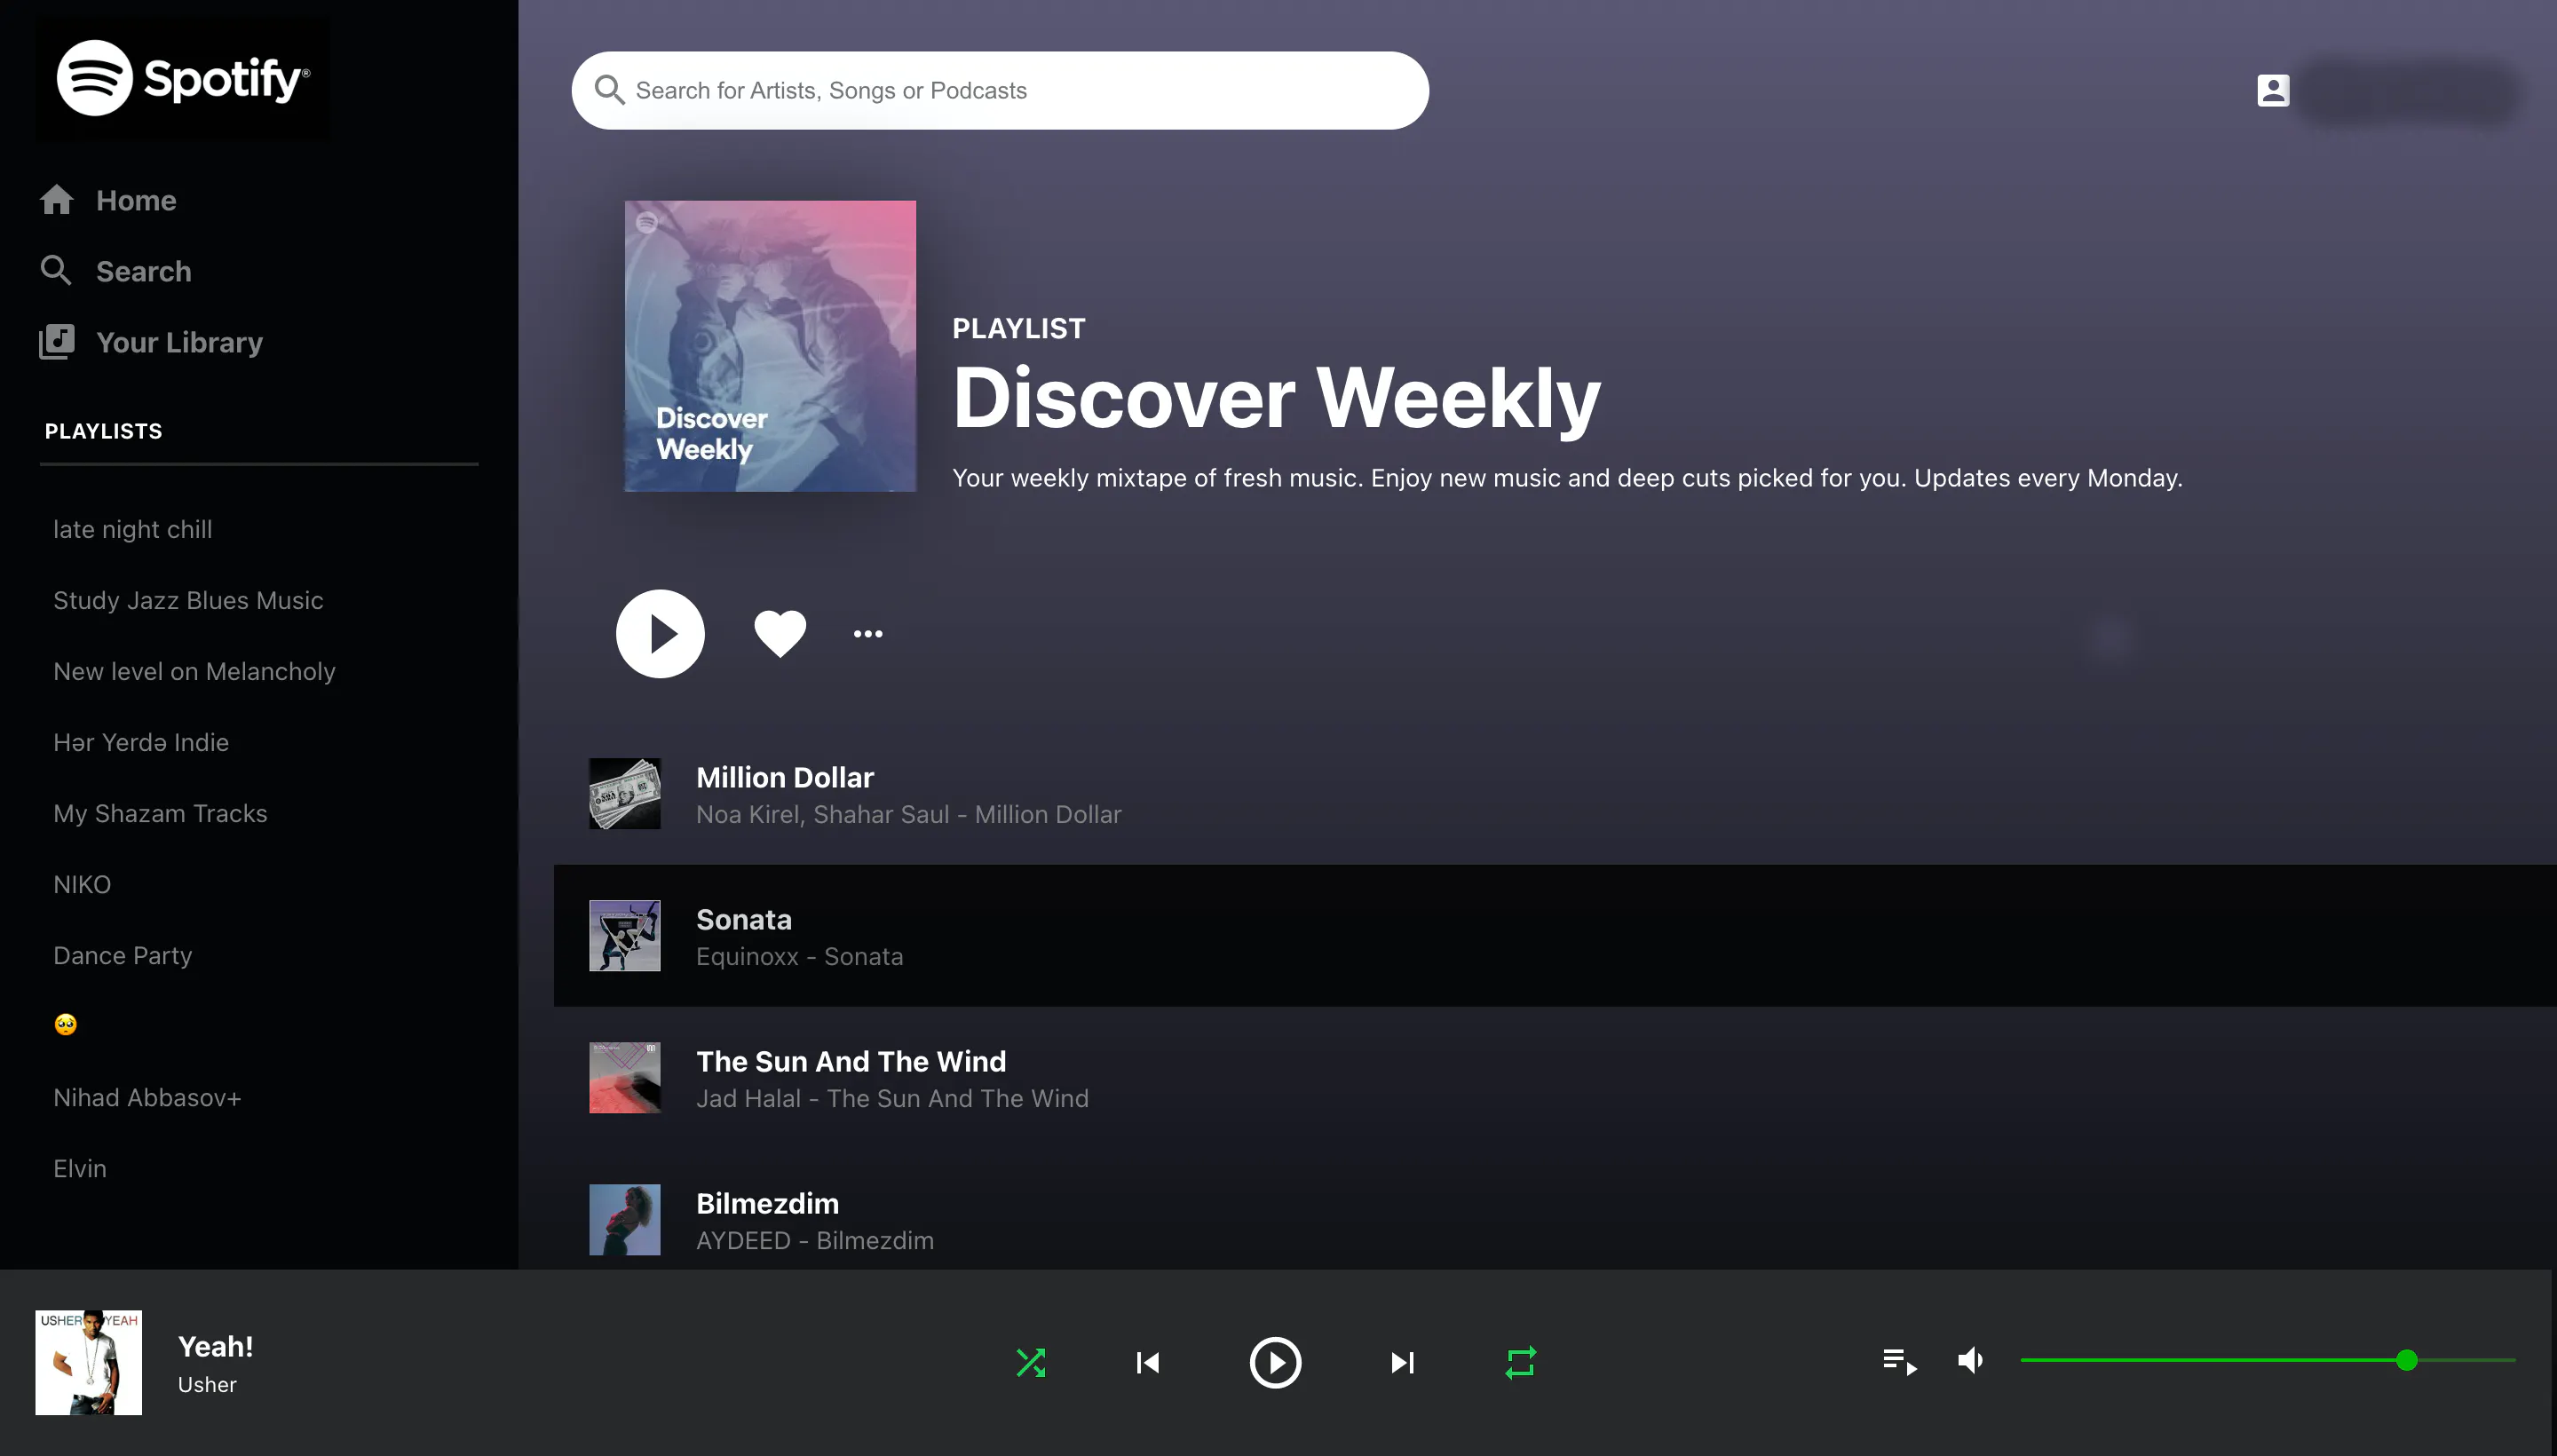 Spotify®
Home
Search
Your Library
PLAYLISTS
late night chill
Study Jazz Blues Music
New level on Melancholy
Hər Yerdə Indie
My Shazam Tracks
NIKO
Dance Party
🥺
Nihad Abbasov+
Elvin
Search for Artists, Songs or Podcasts
Discover
Weekly
PLAYLIST
Discover Weekly
Your weekly mixtape of fresh music. Enjoy new music and deep cuts picked for you. Updates every Monday.
Million Dollar
Noa Kirel, Shahar Saul - Million Dollar
Sonata
Equinoxx - Sonata
The Sun And The Wind
Jad Halal - The Sun And The Wind
Bilmezdim
AYDEED - Bilmezdim
USHER YEAH
Yeah!
Usher